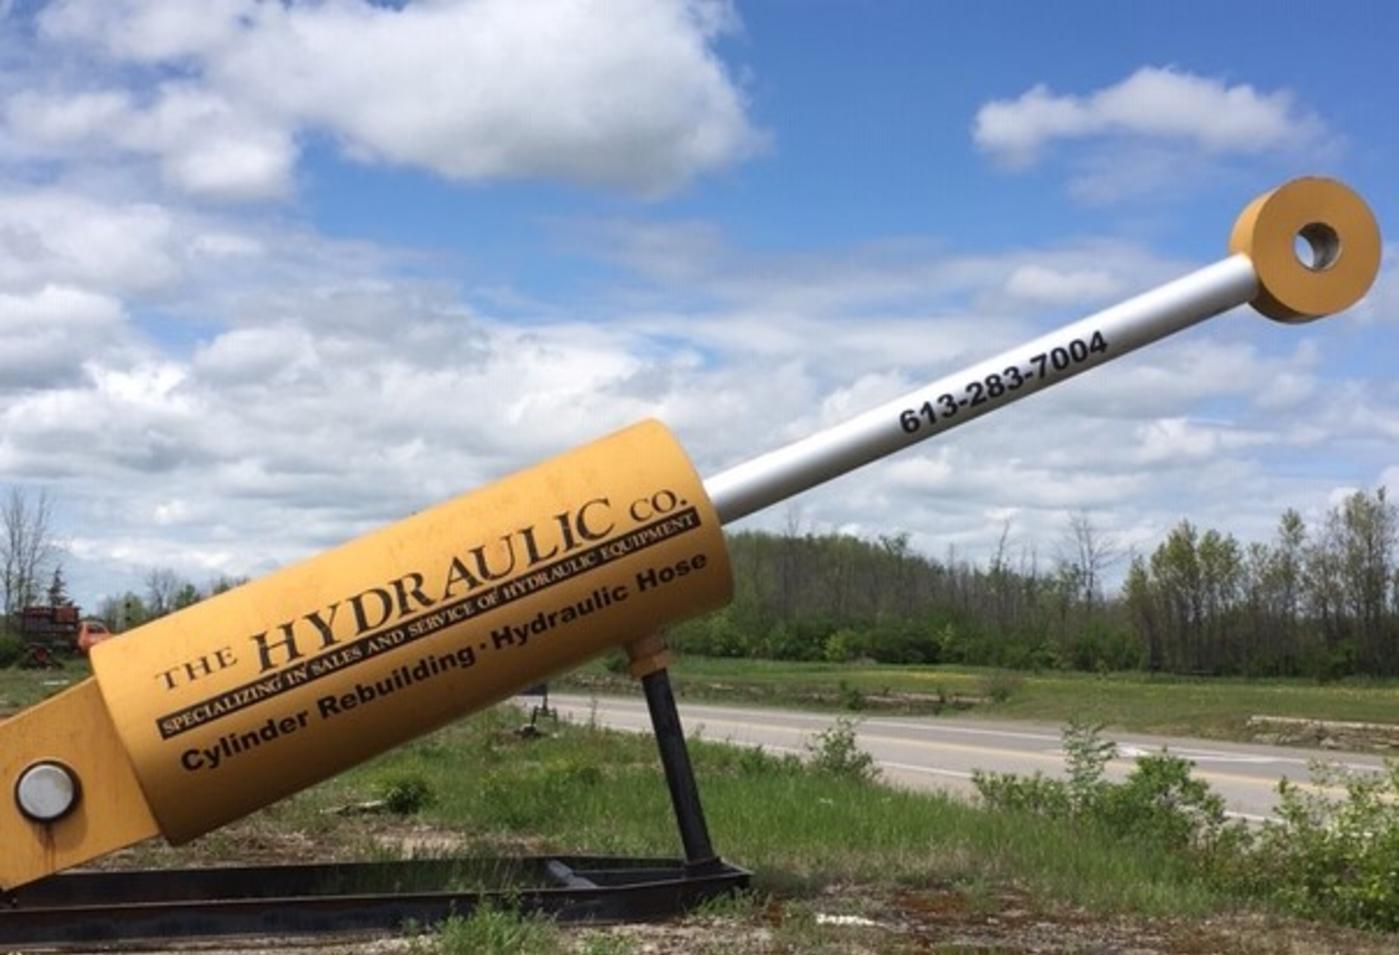 THE HYDRAULIC CO.
SPECIALIZING IN SALES AND SERVICE OF HYDRAULIC EQUIPMENT
Cylinder Rebuilding · Hydraulic Hose
613-283-7004